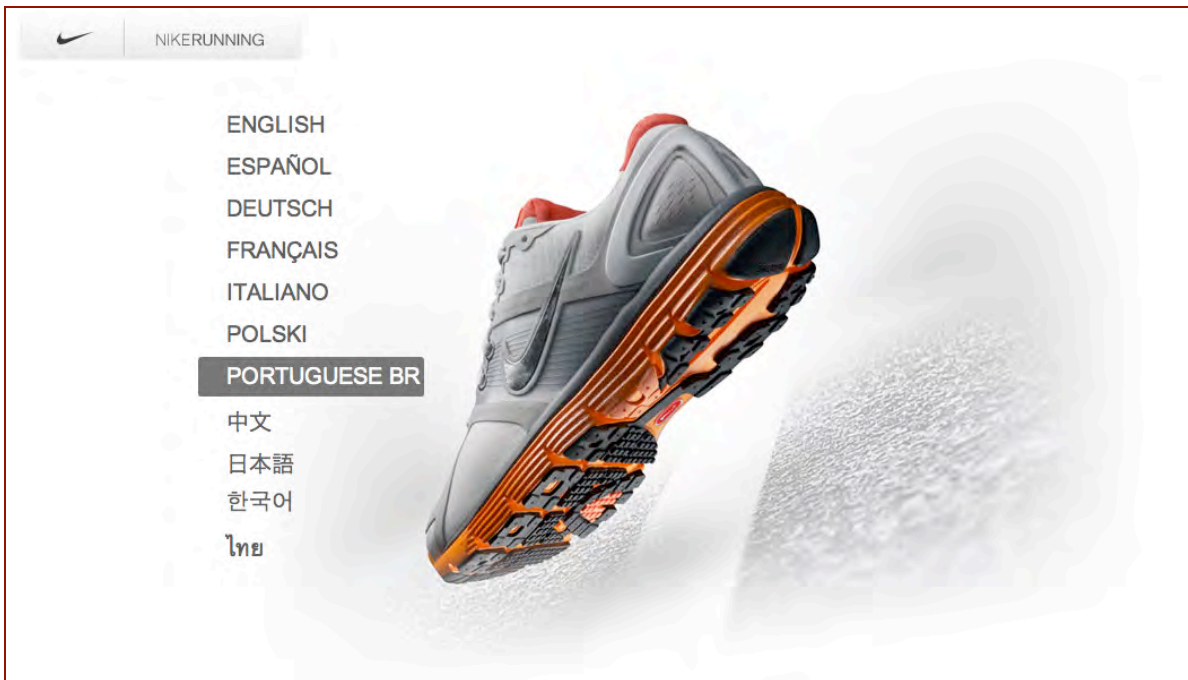 NIKERUNNING
ENGLISH
ESPAÑOL
DEUTSCH
FRANÇAIS
ITALIANO
POLSKI
PORTUGUESE BR
中文
日本語
한국어
ไทย